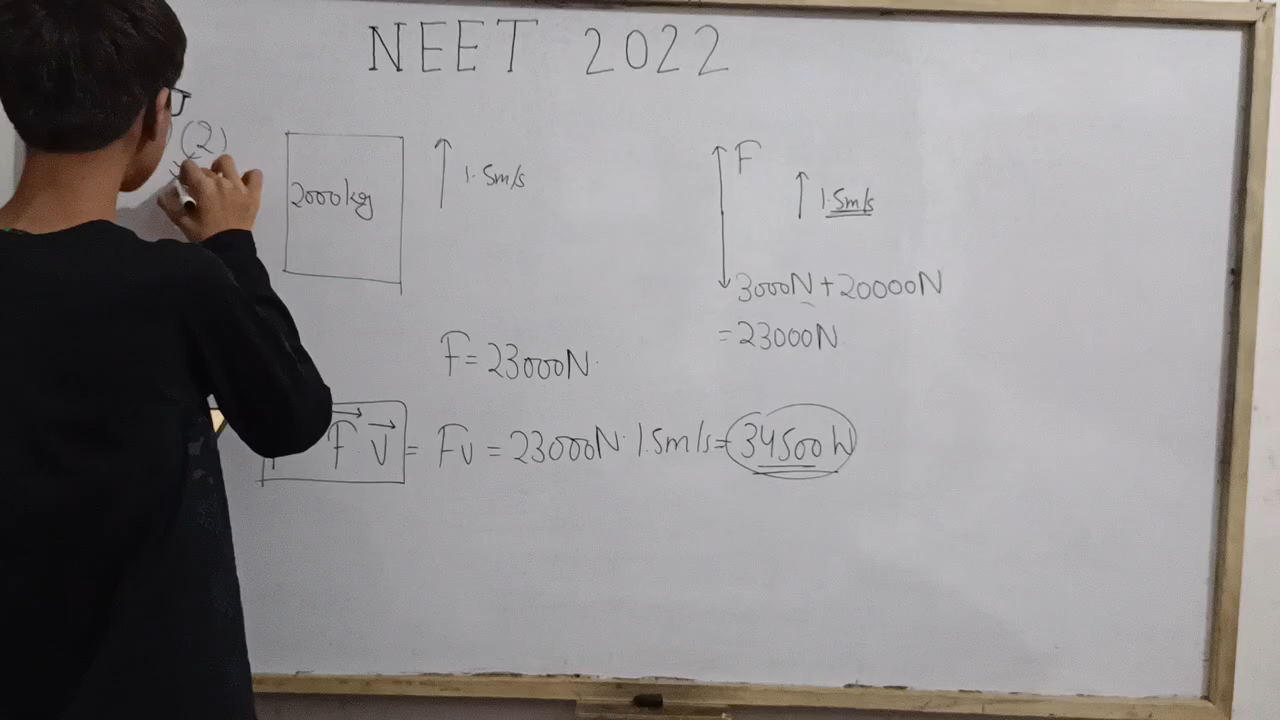 NEET 2022
(2)
2000kg
1.5m/s
F
1.5m/s
3000N+20000N
=23000N
F=23000N
F V = Fv = 23000N·1.5m/s=34500W